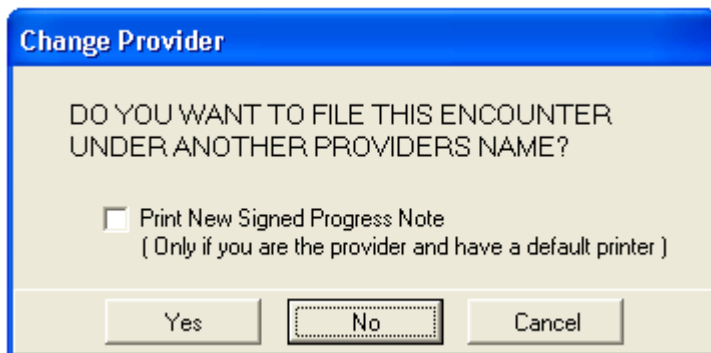 Change Provider
DO YOU WANT TO FILE THIS ENCOUNTER
UNDER ANOTHER PROVIDERS NAME?
Print New Signed Progress Note
( Only if you are the provider and have a default printer )
Yes No Cancel